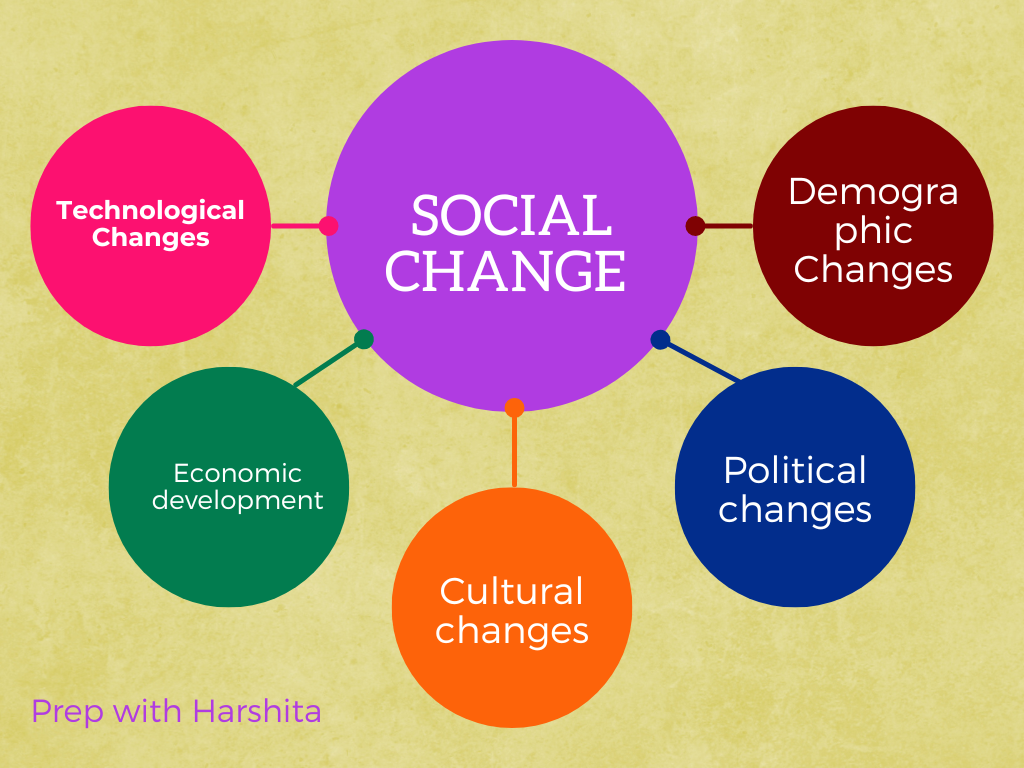 SOCIAL
CHANGE
Technological
Changes
Demogra
phic
Changes
Economic
development
Political
changes
Cultural
changes
Prep with Harshita